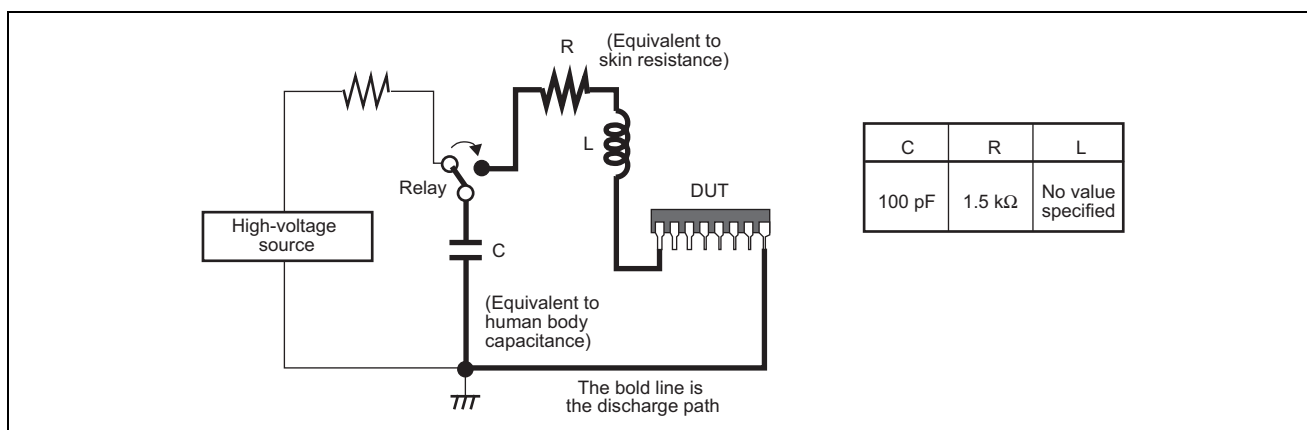 R
(Equivalent to
skin resistance)
L
Relay
DUT
High-voltage
source
C
(Equivalent to
human body
capacitance)
The bold line is
the discharge path
C R L
100 pF 1.5 kΩ No value
specified